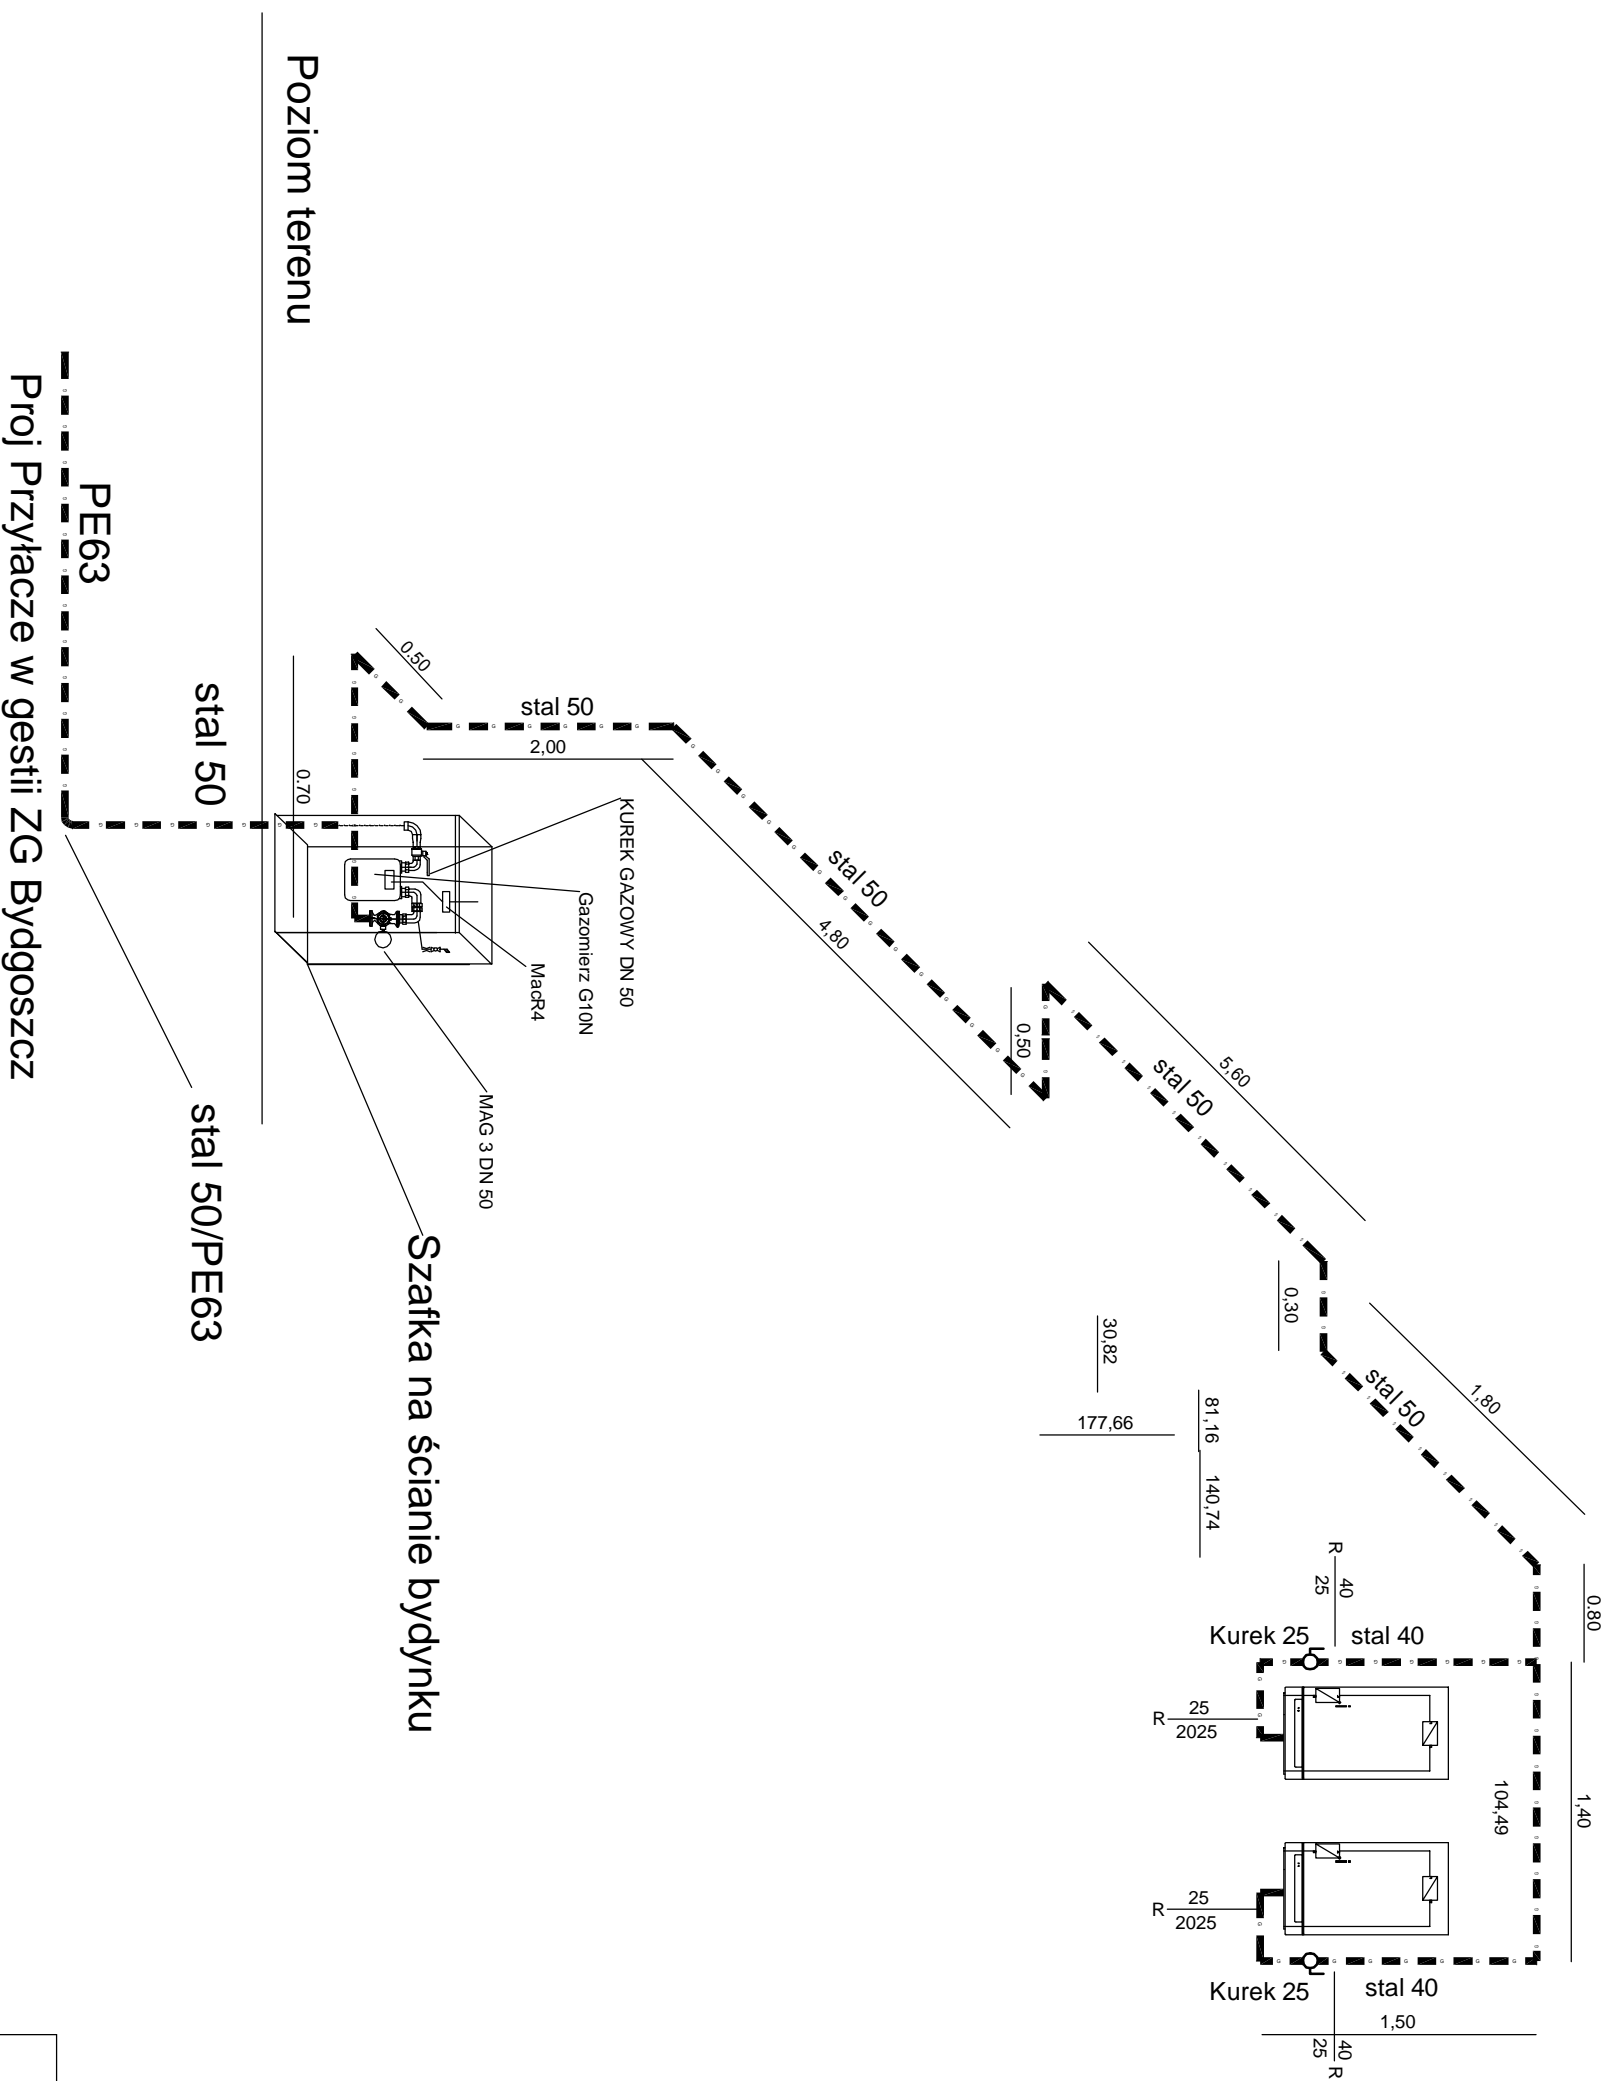 Poziom terenu
PE63
Proj Przyłacze w gestii ZG Bydgoszcz
stal 50
stal 50/PE63
0.70
0.50
stal 50
2,00
KUREK GAZOWY DN 50
Gazomierz G10N
MacR4
MAG 3 DN 50
Szafka na ścianie bydynku
stal 50
4,80
0,50
5,60
stal 50
0,30
1,80
stal 50
30,82
177,66
81,16
140,74
0.80
R 40
25
Kurek 25
stal 40
R 25
2025
1,40
104,49
R 25
2025
Kurek 25
stal 40
1,50
40 R
25